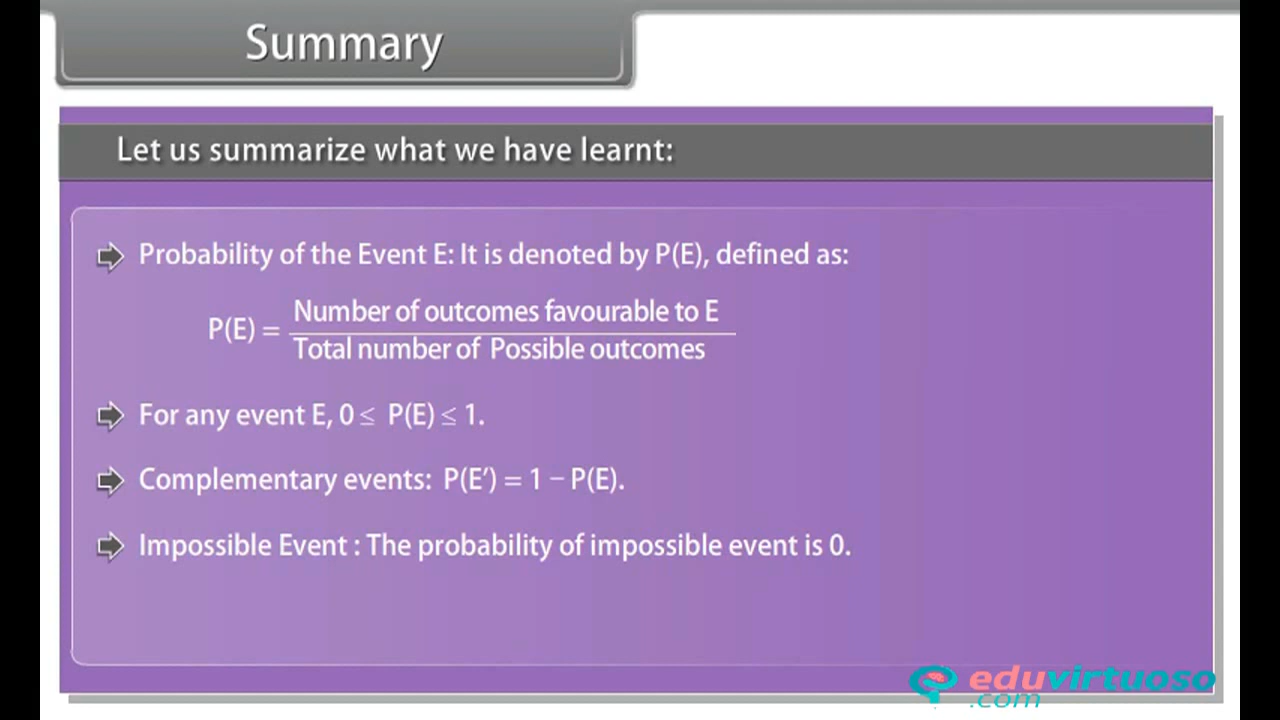 Summary
Let us summarize what we have learnt:
Probability of the Event E: It is denoted by P(E), defined as:
P(E) = Number of outcomes favourable to E
Total number of Possible outcomes
For any event E, 0 ≤ P(E) ≤ 1.
Complementary events: P(E′) = 1 − P(E).
Impossible Event : The probability of impossible event is 0.
eduvirtuoso
.com